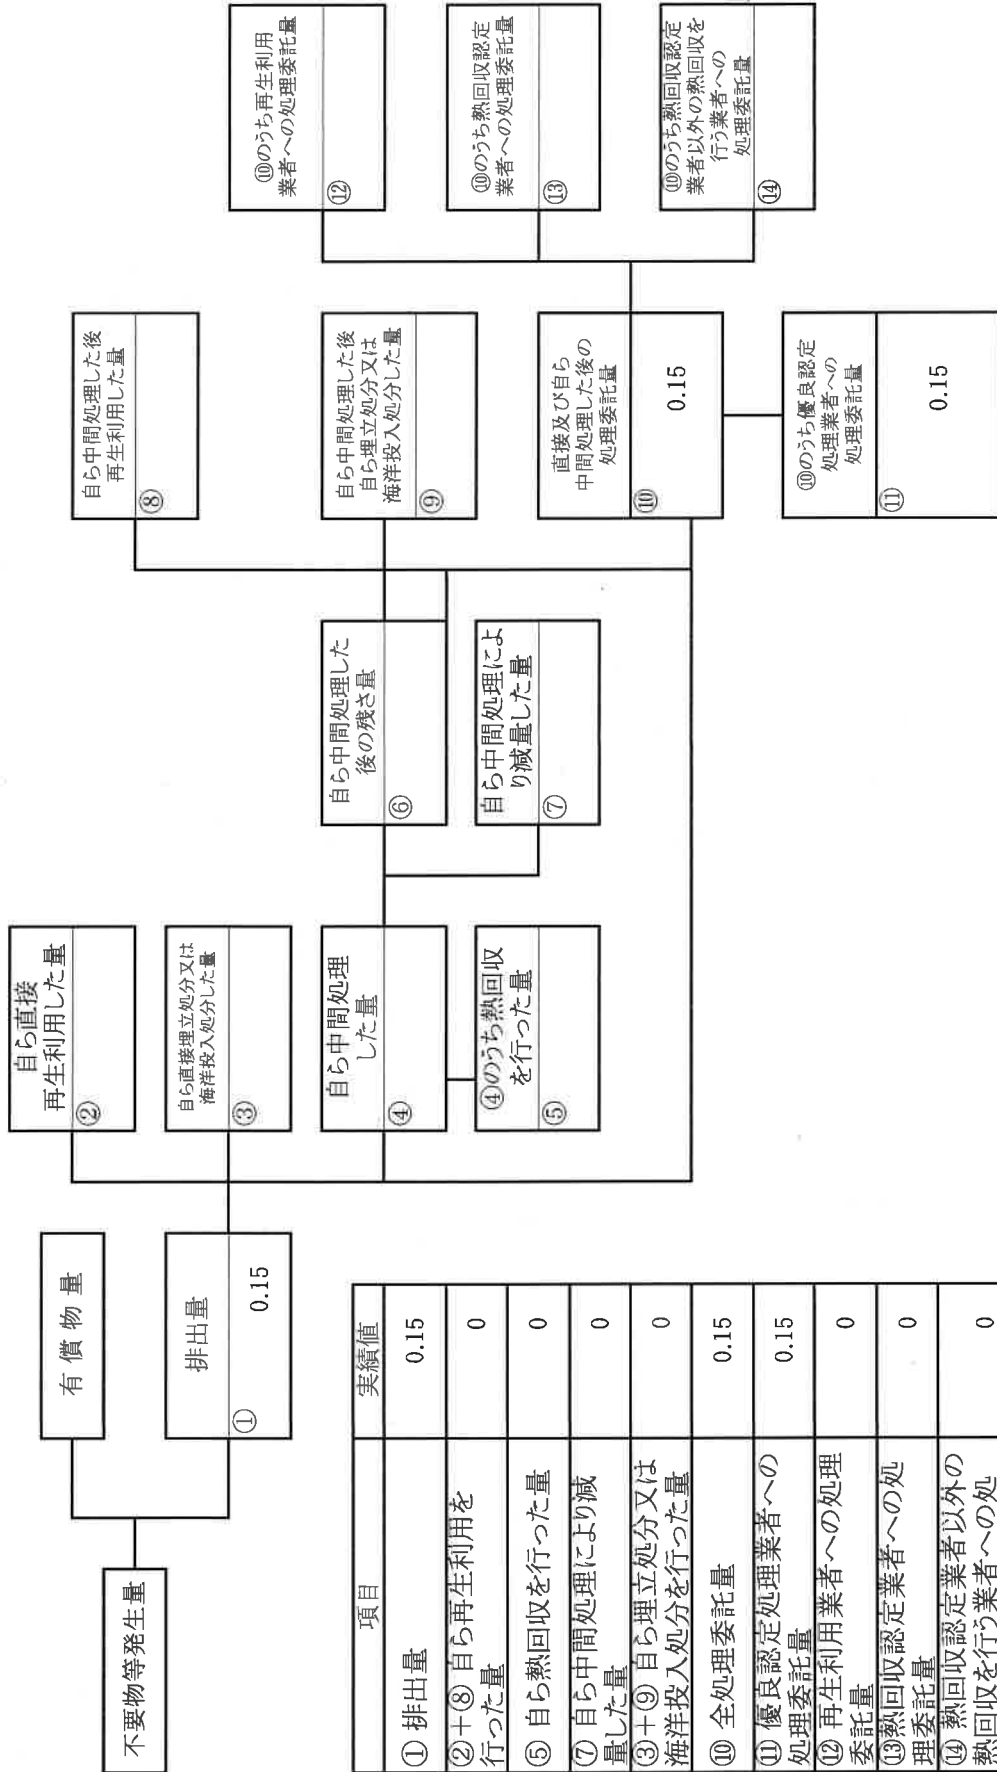 不要物等発生量
有償物量
排出量
①
0.15
自ら直接
再生利用した量
②
自ら直接埋立処分又は
海洋投入処分した量
③
自ら中間処理
した量
④
④のうち熱回収
を行った量
⑤
自ら中間処理した
後の残さ量
⑥
自ら中間処理によ
り減量した量
⑦
自ら中間処理した後
再生利用した量
⑧
自ら中間処理した後
自ら埋立処分又は
海洋投入処分した量
⑨
直接及び自ら
中間処理した後の
処理委託量
⑩
0.15
⑩のうち優良認定
処理業者への
処理委託量
⑪
0.15
⑩のうち再生利用
業者への処理委託量
⑫
⑩のうち熱回収認定
業者への処理委託量
⑬
⑩のうち熱回収認定
業者以外の熱回収を
行う業者への
処理委託量
⑭
項目 実績値
① 排出量 0.15
②+⑧ 自ら再生利用を
行った量 0
⑤ 自ら熱回収を行った量 0
⑦ 自ら中間処理により減
量した量 0
③+⑨ 自ら埋立処分又は
海洋投入処分を行った量 0
⑩ 全処理委託量 0.15
⑪ 優良認定処理業者への
処理委託量 0.15
⑫ 再生利用業者への処理
委託量 0
⑬熱回収認定業者への処
理委託量 0
⑭ 熱回収認定業者以外の
熱回収を行う業者への処 0